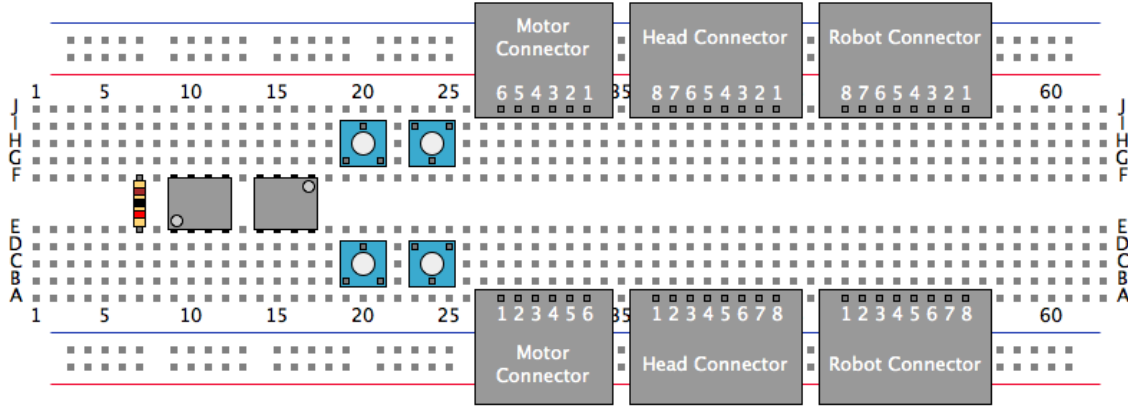 Motor
Connector
Head Connector
Robot Connector
6 5 4 3 2 1
8 7 6 5 4 3 2 1
8 7 6 5 4 3 2 1
1 5 10 15 20 25 60
J J
I I
H H
G G
F F
E E
D D
C C
B B
A A
1 5 10 15 20 25 60
1 2 3 4 5 6
1 2 3 4 5 6 7 8
1 2 3 4 5 6 7 8
Motor
Connector
Head Connector
Robot Connector